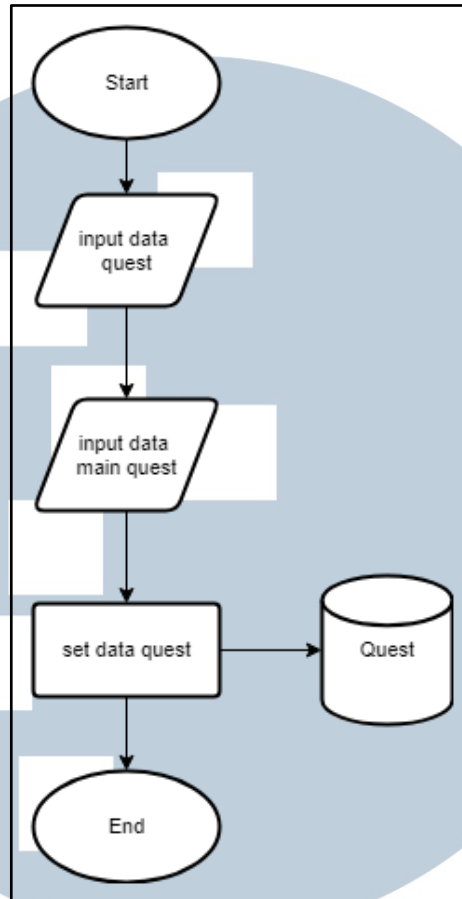 Start
input data
quest
input data
main quest
set data quest
Quest
End